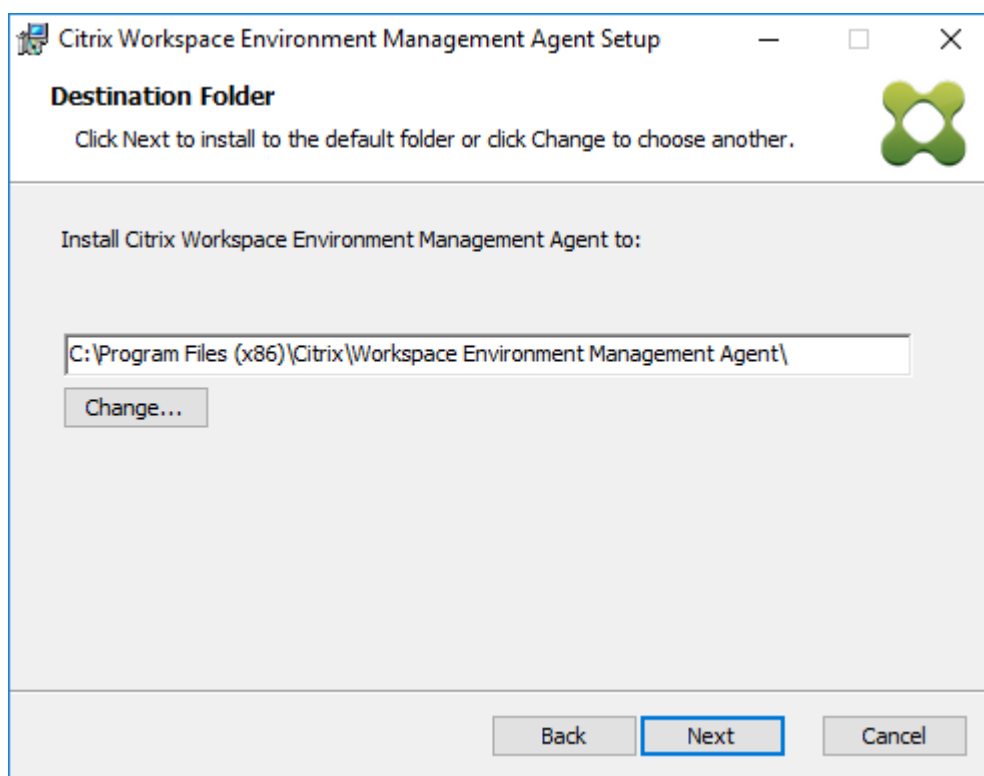 Citrix Workspace Environment Management Agent Setup
Destination Folder
Click Next to install to the default folder or click Change to choose another.
Install Citrix Workspace Environment Management Agent to:
C:\Program Files (x86)\Citrix\Workspace Environment Management Agent\
Change...
Back Next Cancel